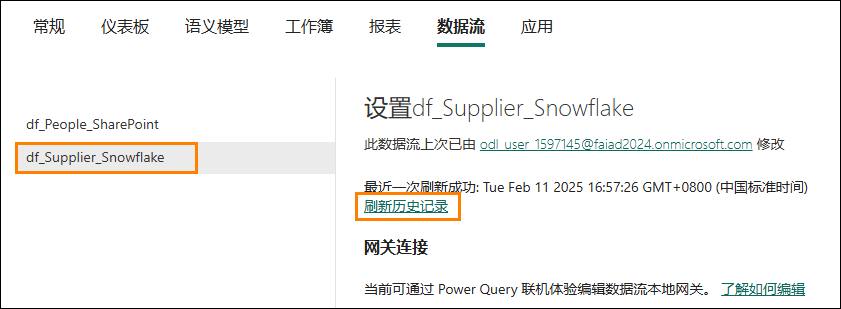 常规 仪表板 语义模型 工作簿 报表 数据流 应用
df_People_SharePoint
df_Supplier_Snowflake
设置df_Supplier_Snowflake
此数据流上次已由 odl_user_1597145@faiad2024.onmicrosoft.com 修改
最近一次刷新成功: Tue Feb 11 2025 16:57:26 GMT+0800 (中国标准时间)
刷新历史记录
网关连接
当前可通过 Power Query 联机体验编辑数据流本地网关。 了解如何编辑